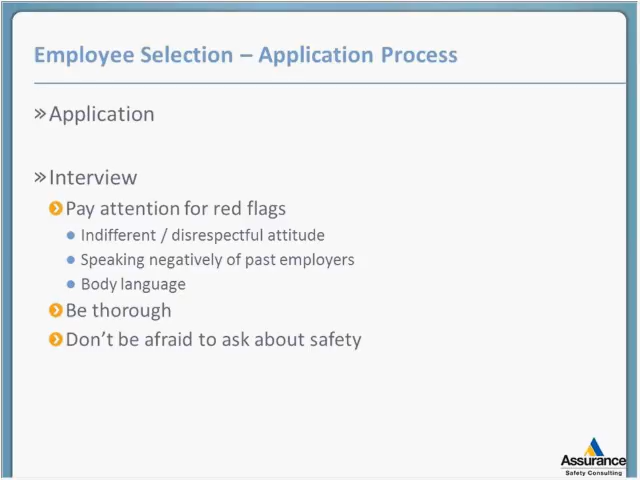 Employee Selection – Application Process
»Application
»Interview
Pay attention for red flags
Indifferent / disrespectful attitude
Speaking negatively of past employers
Body language
Be thorough
Don't be afraid to ask about safety
Assurance
Safety Consulting